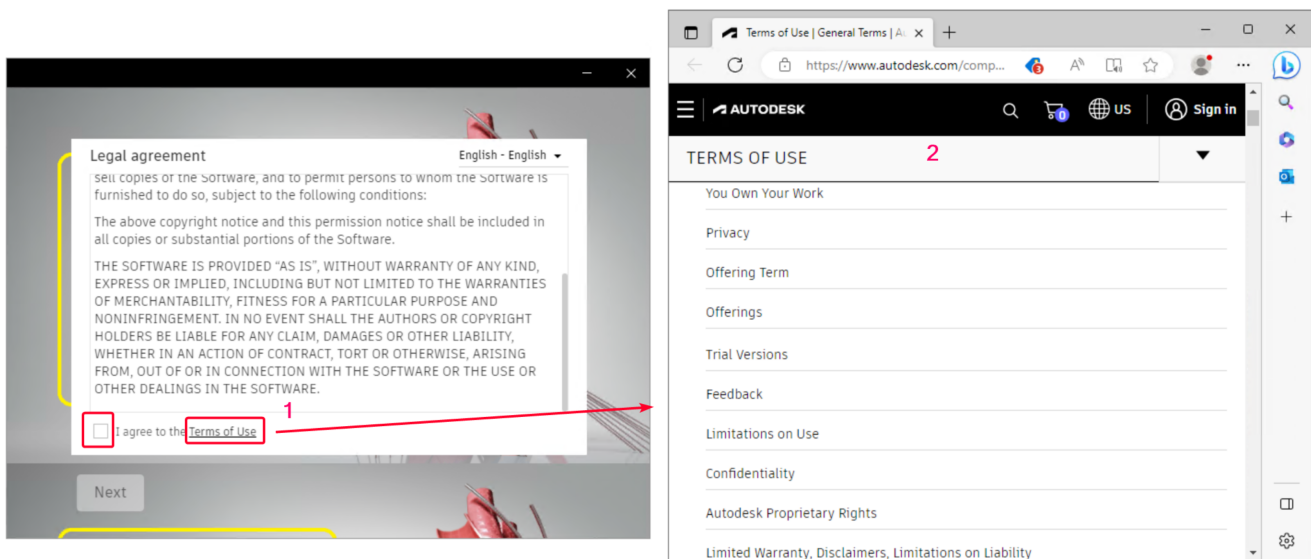 Legal agreement
English - English
sell copies of the Software, and to permit persons to whom the Software is
furnished to do so, subject to the following conditions:
The above copyright notice and this permission notice shall be included in
all copies or substantial portions of the Software.
THE SOFTWARE IS PROVIDED “AS IS”, WITHOUT WARRANTY OF ANY KIND,
EXPRESS OR IMPLIED, INCLUDING BUT NOT LIMITED TO THE WARRANTIES
OF MERCHANTABILITY, FITNESS FOR A PARTICULAR PURPOSE AND
NONINFRINGEMENT. IN NO EVENT SHALL THE AUTHORS OR COPYRIGHT
HOLDERS BE LIABLE FOR ANY CLAIM, DAMAGES OR OTHER LIABILITY,
WHETHER IN AN ACTION OF CONTRACT, TORT OR OTHERWISE, ARISING
FROM, OUT OF OR IN CONNECTION WITH THE SOFTWARE OR THE USE OR
OTHER DEALINGS IN THE SOFTWARE.
1
I agree to the Terms of Use
Next
Terms of Use | General Terms | A
https://www.autodesk.com/comp...
3
AUTODESK
0
US
Sign in
TERMS OF USE
2
You Own Your Work
Privacy
Offering Term
Offerings
Trial Versions
Feedback
Limitations on Use
Confidentiality
Autodesk Proprietary Rights
Limited Warranty, Disclaimers, Limitations on Liability